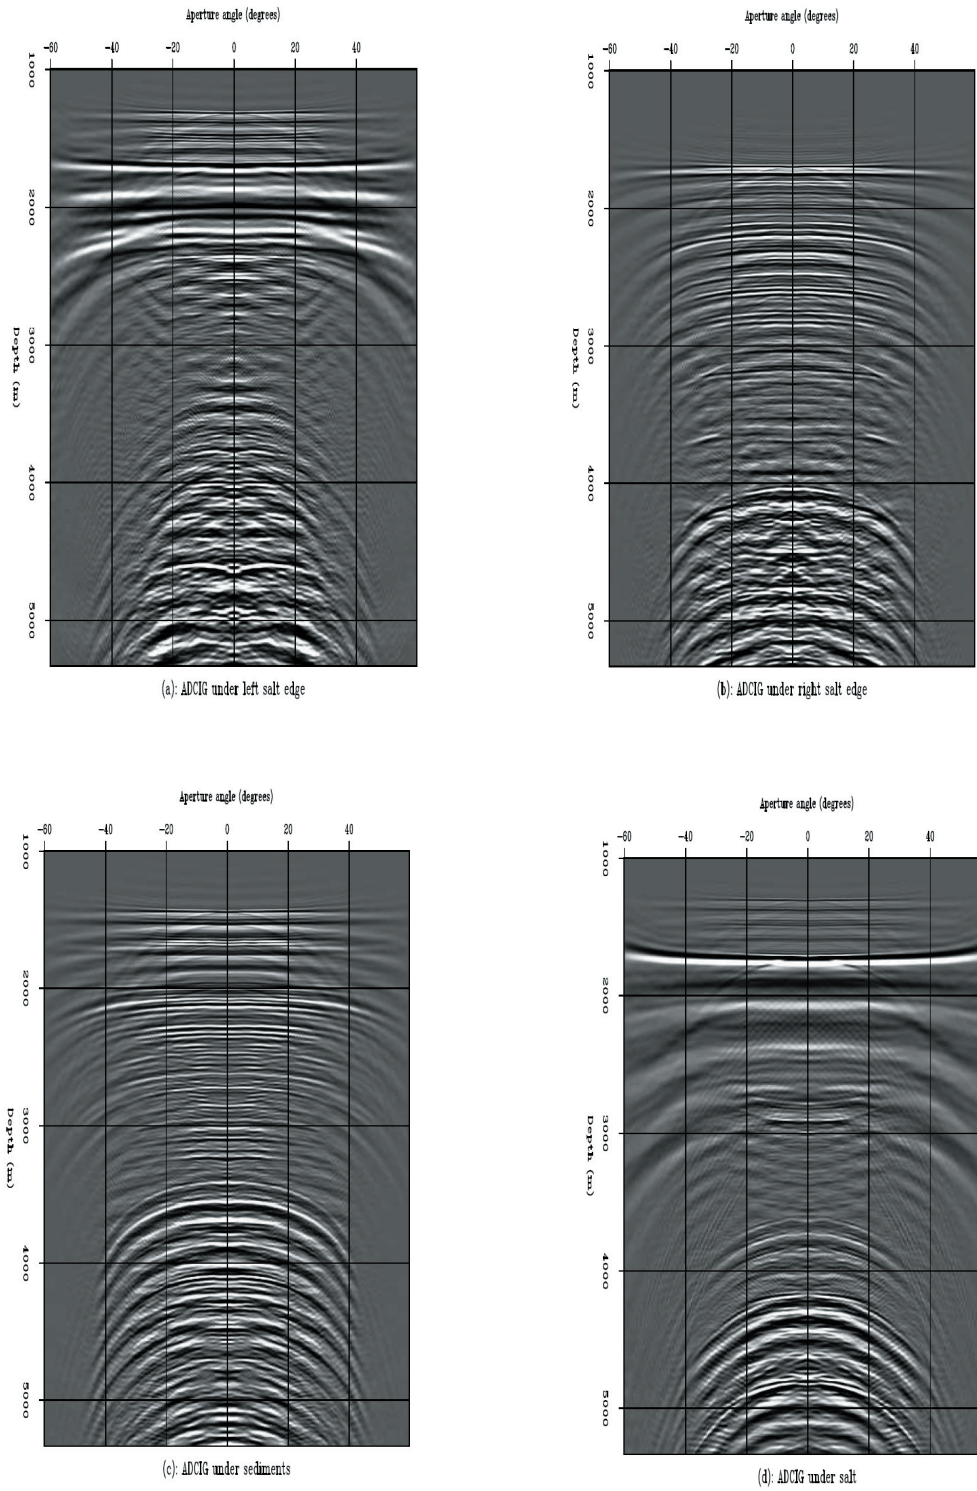 Aperture angle (degrees)
-60 -40 -20 0 20 40
1000
2000
3000
4000
5000
Depth (m)
(a): ADCIG under left salt edge
Aperture angle (degrees)
-60 -40 -20 0 20 40
1000
2000
3000
4000
5000
Depth (m)
(b): ADCIG under right salt edge
Aperture angle (degrees)
-60 -40 -20 0 20 40
1000
2000
3000
4000
5000
Depth (m)
(c): ADCIG under sediments
Aperture angle (degrees)
-60 -40 -20 0 20 40
1000
2000
3000
4000
5000
Depth (m)
(d): ADCIG under salt